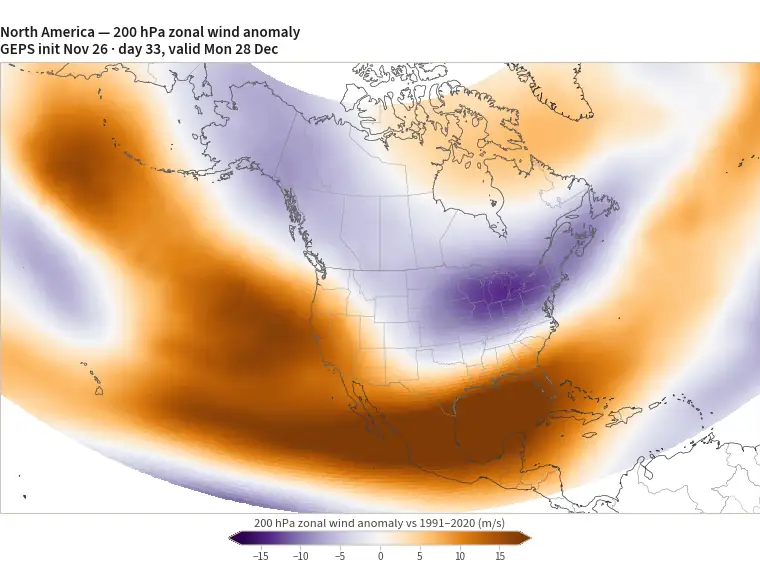 North America — 200 hPa zonal wind anomaly
GEPS init Nov 26 · day 33, valid Mon 28 Dec
200 hPa zonal wind anomaly vs 1991–2020 (m/s)
−15 −10 −5 0 5 10 15